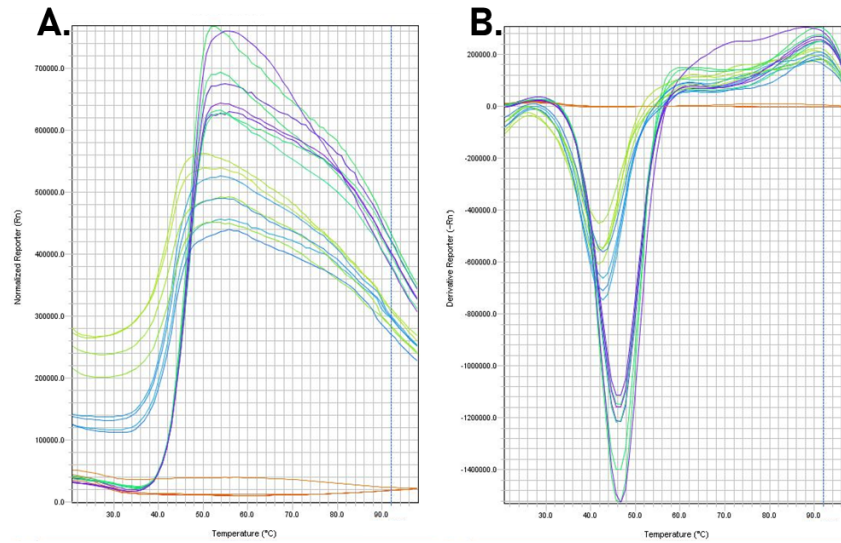 A.
B.
Normalized Reporter (Rn)
700000.0
600000.0
500000.0
400000.0
300000.0
200000.0
100000.0
0.0
30.0 40.0 50.0 60.0 70.0 80.0 90.0
Temperature (°C)
Derivative Reporter (-Rn)
200000.0
0.0
-200000.0
-400000.0
-600000.0
-800000.0
-1000000.0
-1200000.0
-1400000.0
30.0 40.0 50.0 60.0 70.0 80.0 90.0
Temperature (°C)